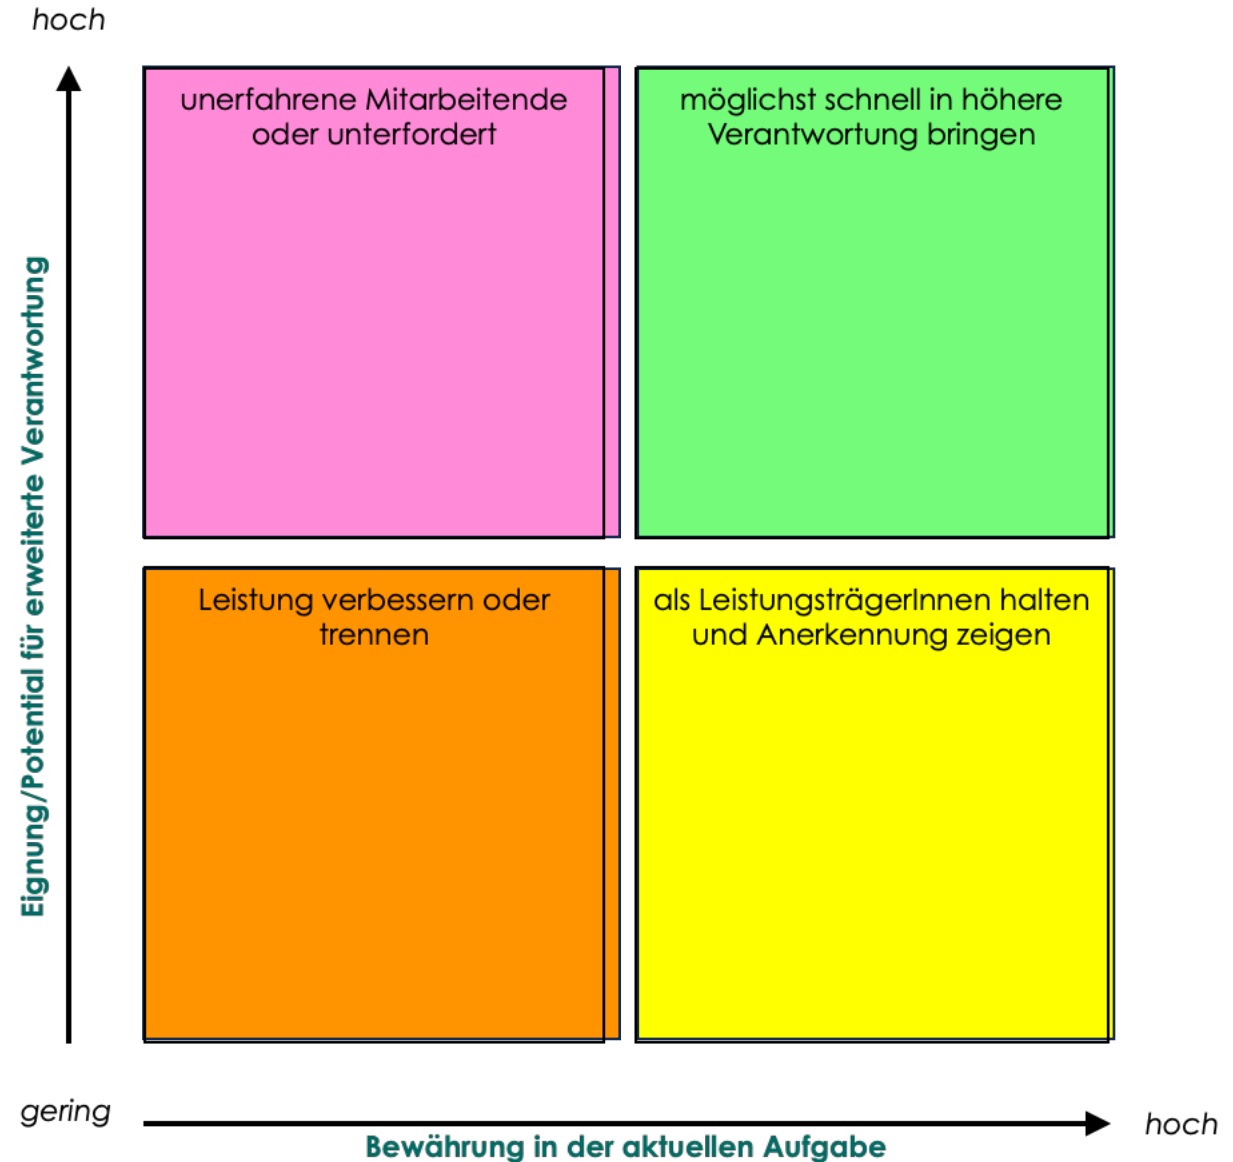 hoch
unerfahrene Mitarbeitende
oder unterfordert
möglichst schnell in höhere
Verantwortung bringen
Eignung/Potential für erweiterte Verantwortung
Leistung verbessern oder
trennen
als LeistungsträgerInnen halten
und Anerkennung zeigen
gering
hoch
Bewährung in der aktuellen Aufgabe